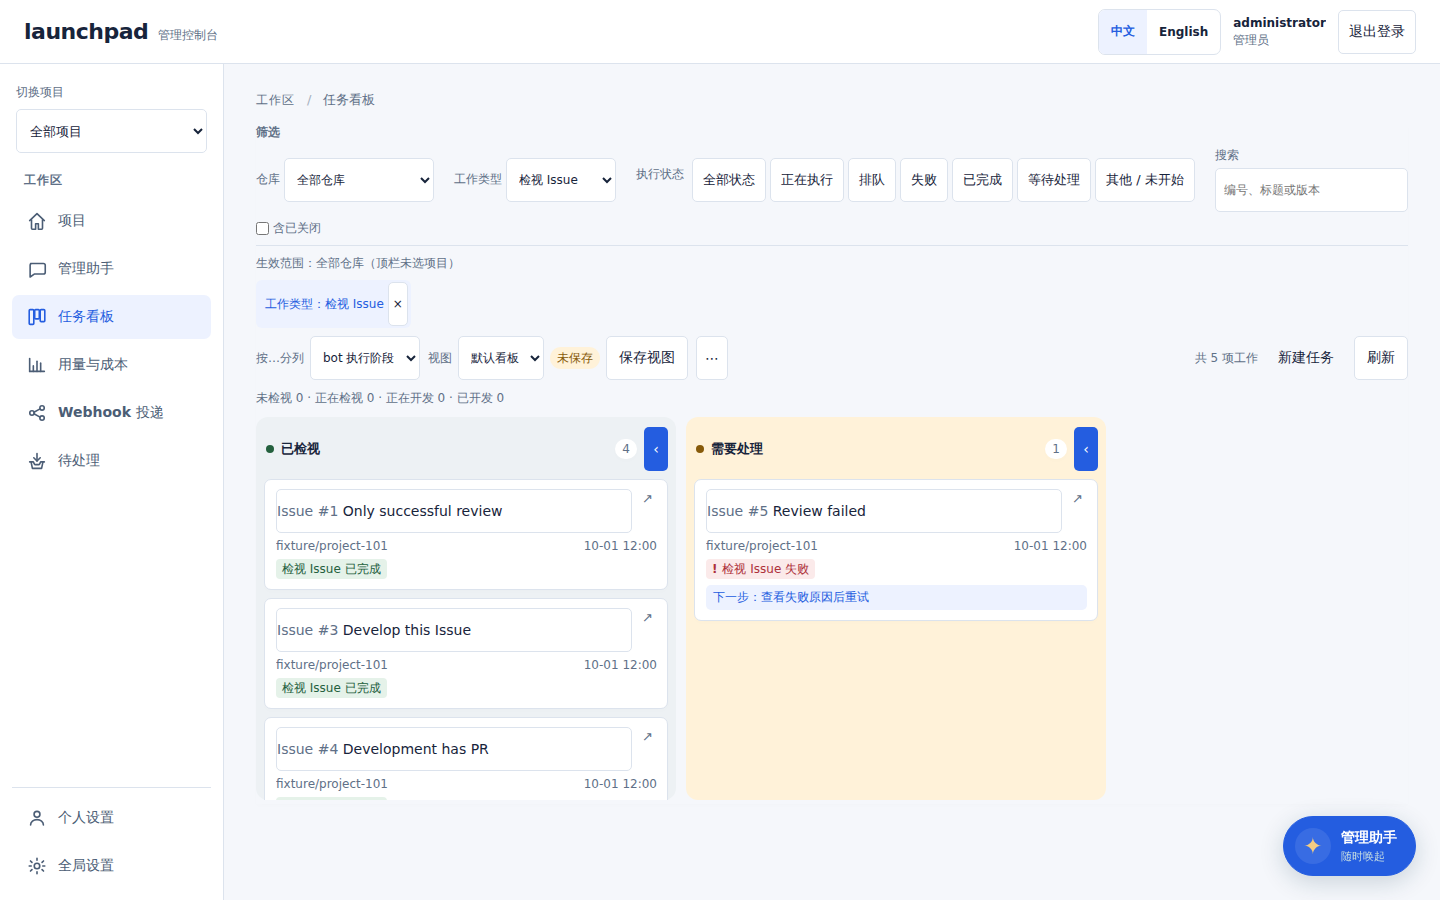 launchpad 管理控制台
中文 English administrator 管理员 退出登录
切换项目
全部项目
工作区
项目
管理助手
任务看板
用量与成本
Webhook 投递
待处理
个人设置
全局设置
工作区 / 任务看板
筛选
仓库 全部仓库 工作类型 检视 Issue 执行状态 全部状态 正在执行 排队 失败 已完成 等待处理 其他 / 未开始
搜索
编号、标题或版本
含已关闭
生效范围：全部仓库（顶栏未选项目）
工作类型：检视 Issue ×
按…分列 bot 执行阶段 视图 默认看板 未保存 保存视图 ⋯ 共 5 项工作 新建任务 刷新
未检视 0 · 正在检视 0 · 正在开发 0 · 已开发 0
已检视 4 ‹
Issue #1 Only successful review ↗
fixture/project-101 10-01 12:00
检视 Issue 已完成
Issue #3 Develop this Issue ↗
fixture/project-101 10-01 12:00
检视 Issue 已完成
Issue #4 Development has PR ↗
fixture/project-101 10-01 12:00
需要处理 1 ‹
Issue #5 Review failed ↗
fixture/project-101 10-01 12:00
! 检视 Issue 失败
下一步：查看失败原因后重试
管理助手
随时唤起